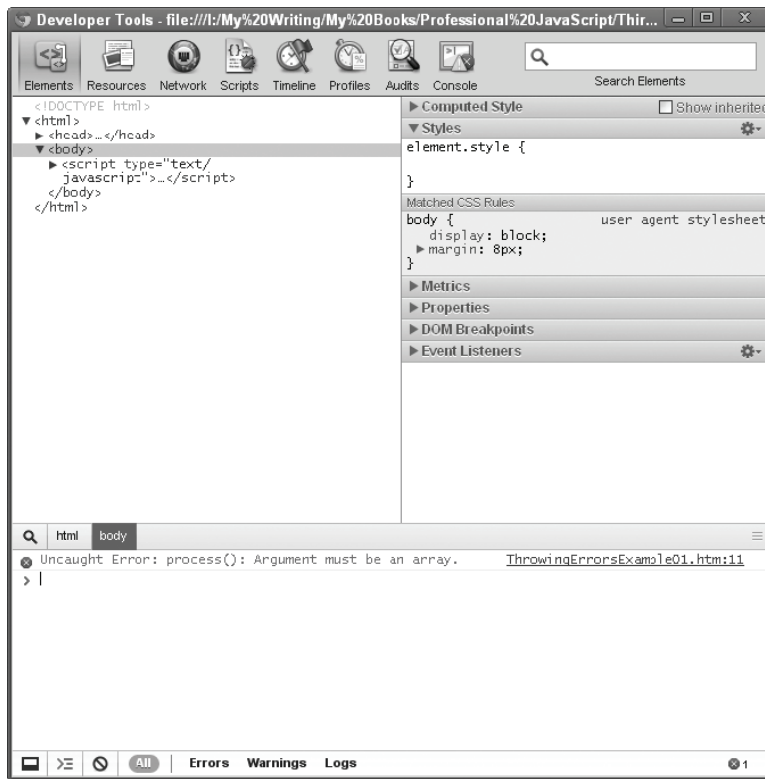 Developer Tools - file:///I:/My%20Writing/My%20Books/Professional%20JavaScript/Thir...
Elements Resources Network Scripts Timeline Profiles Audits Console
Search Elements
<!DOCTYPE html>
<html>
<head>…</head>
<body>
<script type="text/
javascript">…</script>
</body>
</html>
Computed Style Show inherited
Styles
element.style {
}
Matched CSS Rules
body { user agent stylesheet
display: block;
margin: 8px;
}
Metrics
Properties
DOM Breakpoints
Event Listeners
html body
Uncaught Error: process(): Argument must be an array. ThrowingErrorsExample01.htm:11
>
All Errors Warnings Logs 1